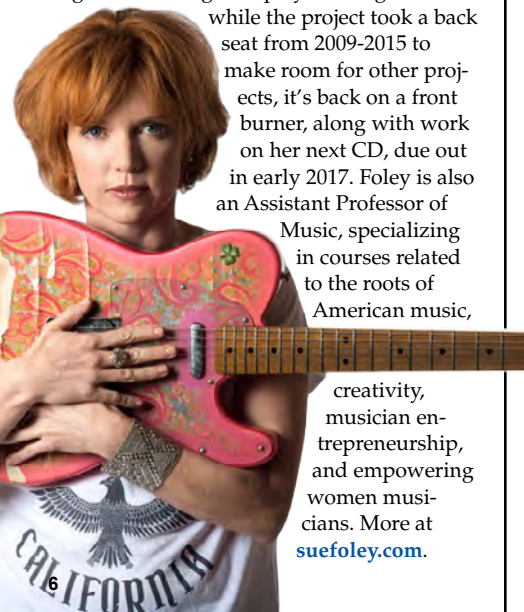 while the project took a back
seat from 2009-2015 to
make room for other proj-
ects, it's back on a front
burner, along with work
on her next CD, due out
in early 2017. Foley is also
an Assistant Professor of
Music, specializing
in courses related
to the roots of
American music,
creativity,
musician en-
trepreneurship,
and empowering
women musi-
cians. More at
suefoley.com.
CALIFORNIA
6